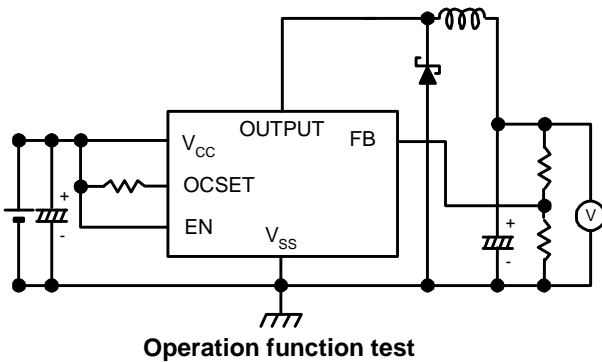 OUTPUT
V_CC
FB
OCSET
EN
V_SS
+
-
+
-
V
Operation function test